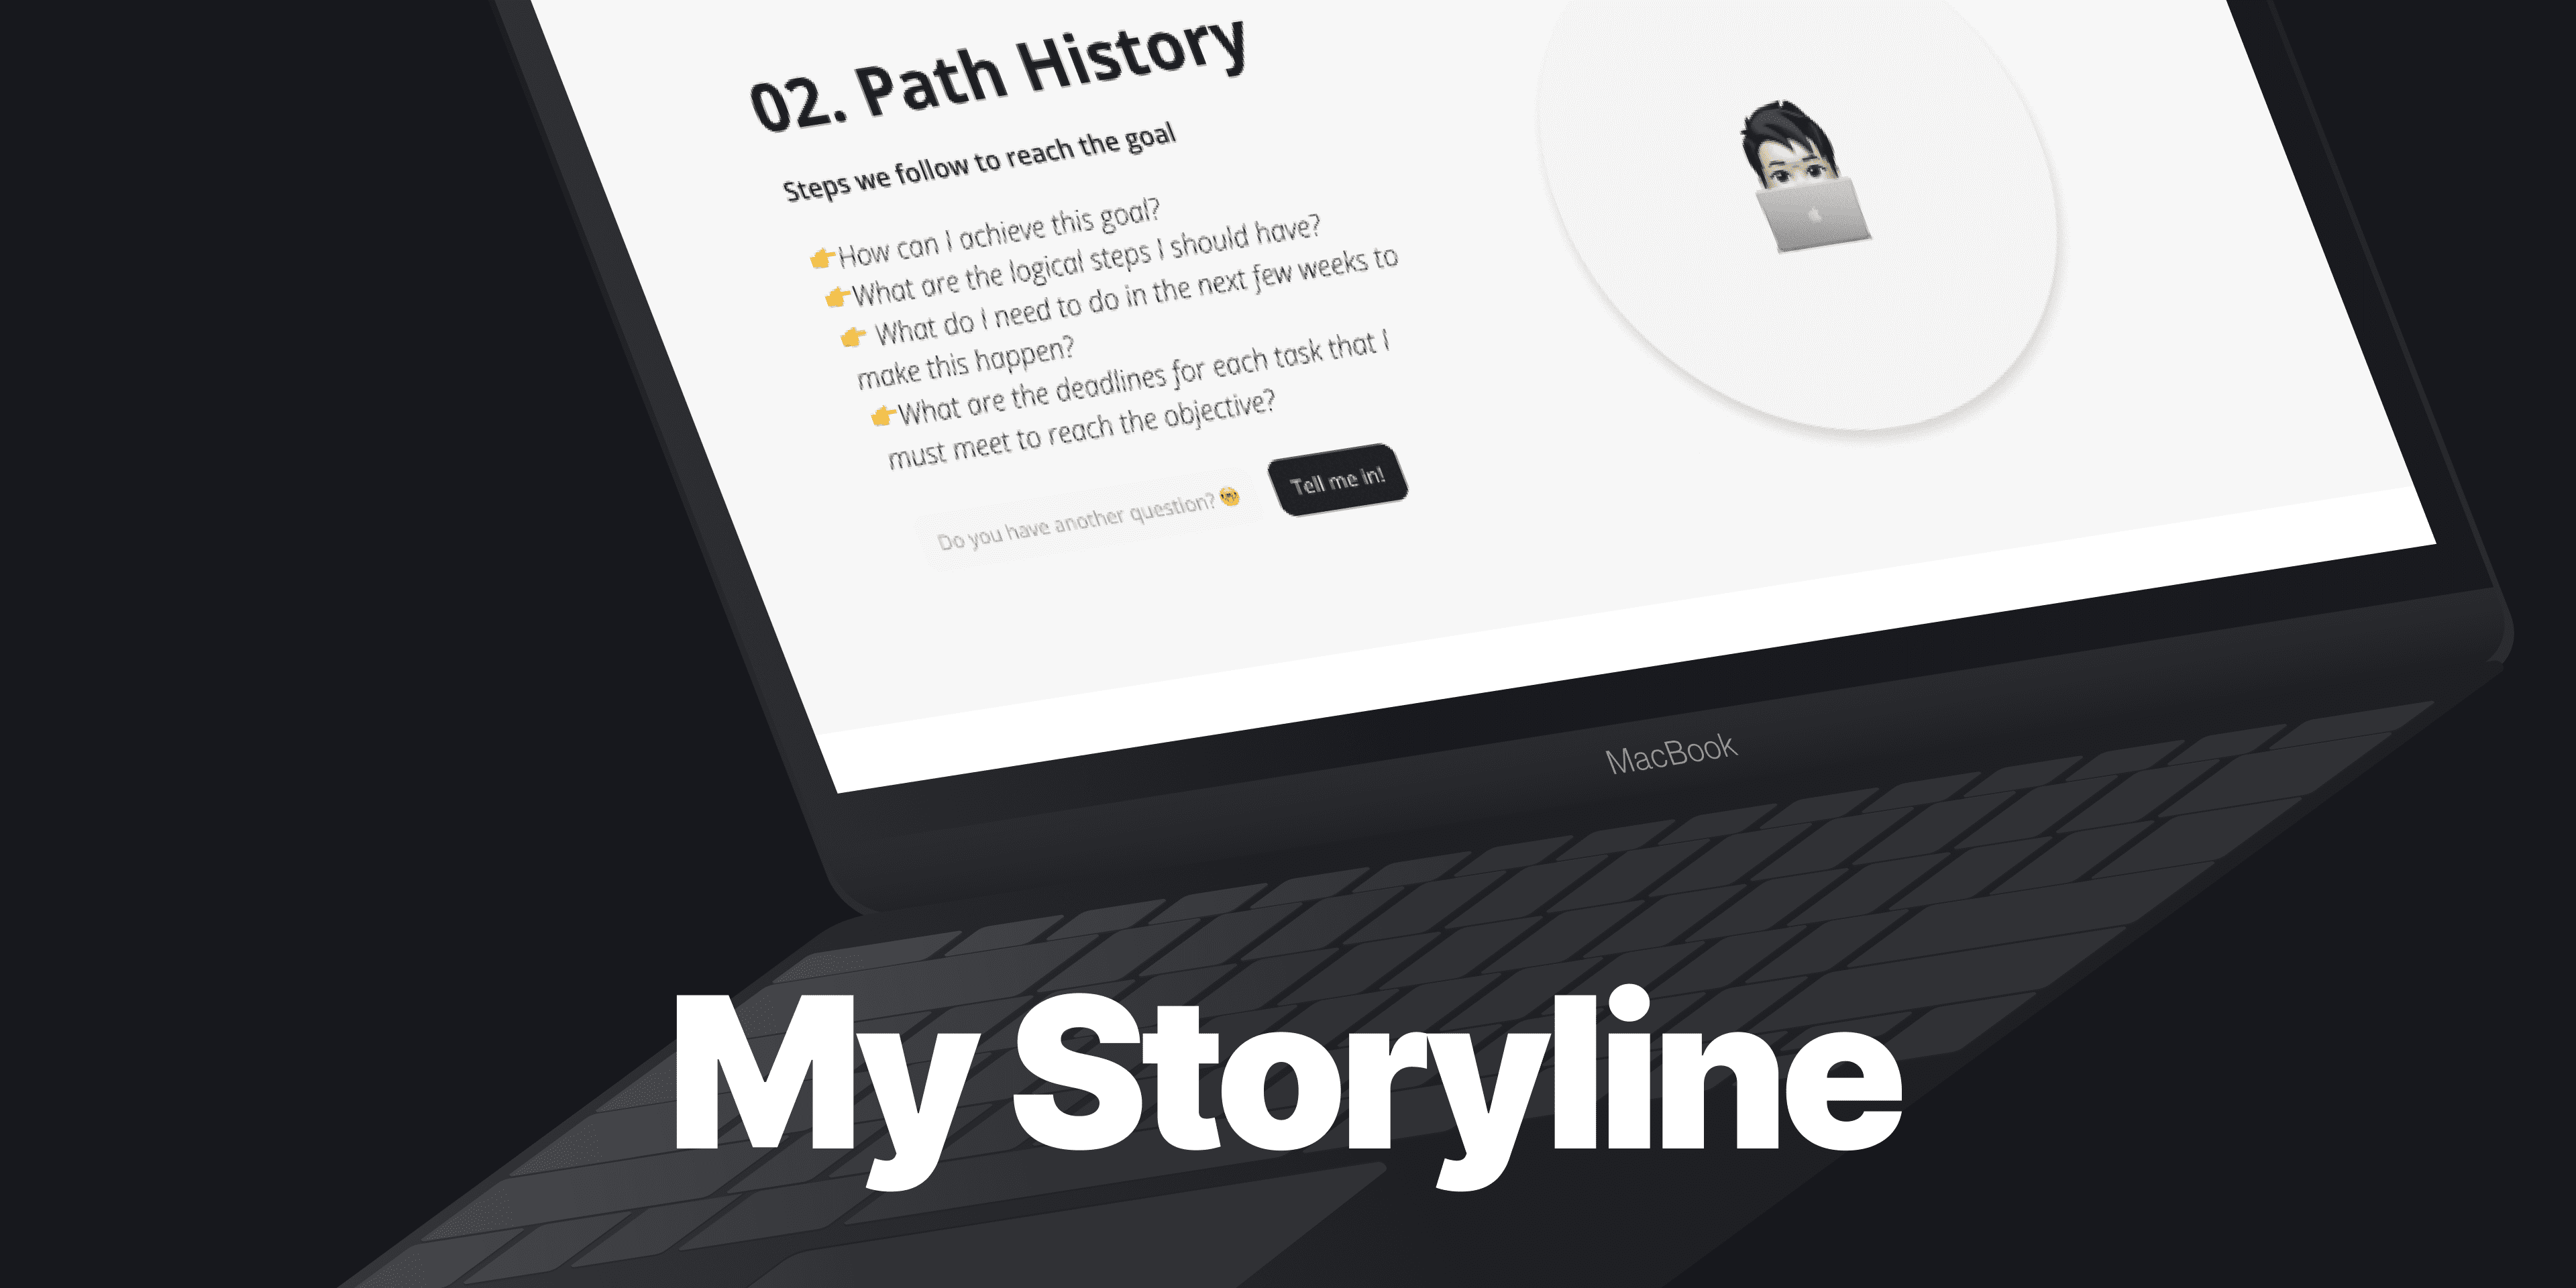 02. Path History
Steps we follow to reach the goal
👉How can I achieve this goal?
👉What are the logical steps I should have?
👉 What do I need to do in the next few weeks to
make this happen?
👉What are the deadlines for each task that I
must meet to reach the objective?
Do you have another question? 🤓
Tell me in!
MacBook
My Storyline